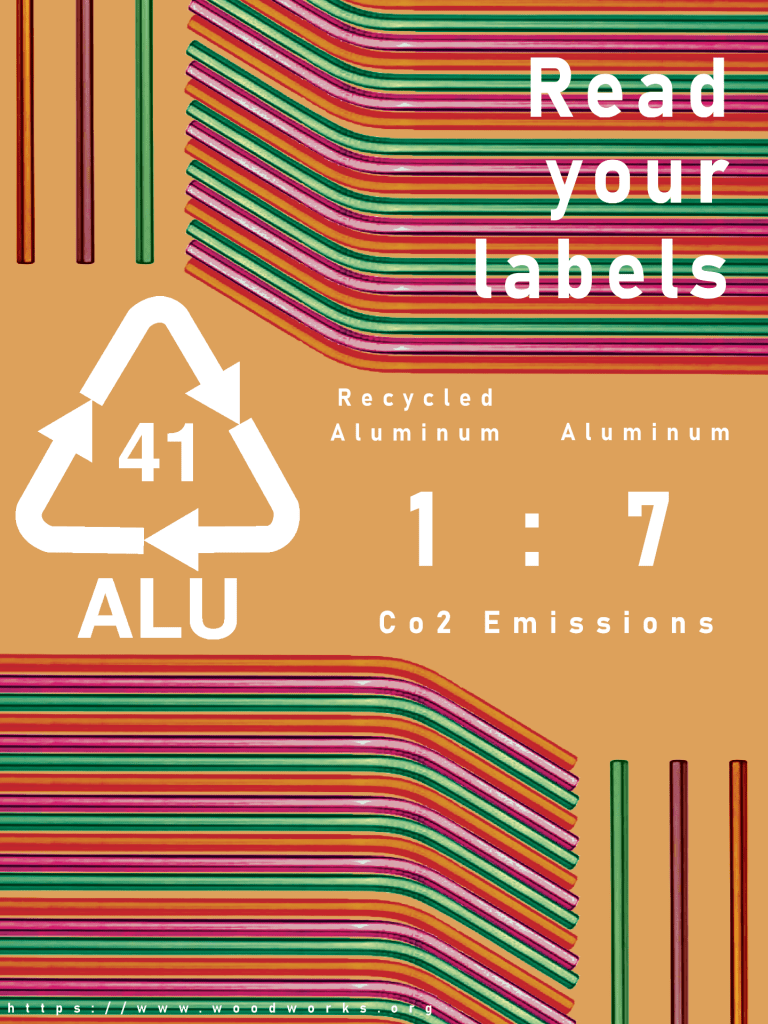 Read
your
labels
Recycled
Aluminum
Aluminum
41
1 : 7
ALU
Co2 Emissions
https://www.woodworks.org